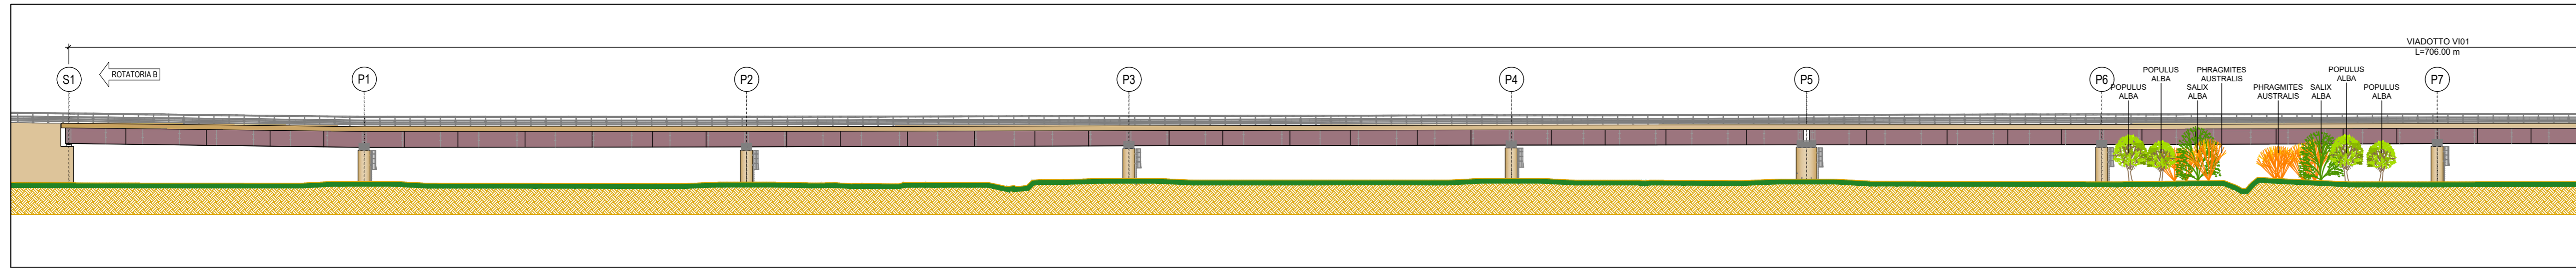 VIADOTTO VI01
L=706.00 m
S1
ROTATORIA B
P1
P2
P3
P4
P5
P6
P7
POPULUS
ALBA
POPULUS
ALBA
SALIX
ALBA
PHRAGMITES
AUSTRALIS
PHRAGMITES
AUSTRALIS
SALIX
ALBA
POPULUS
ALBA
POPULUS
ALBA